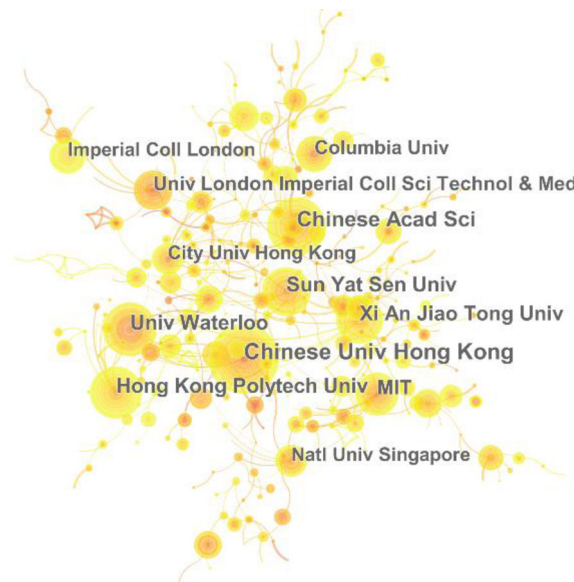 Imperial Coll London
Columbia Univ
Univ London Imperial Coll Sci Technol & Med
Chinese Acad Sci
City Univ Hong Kong
Sun Yat Sen Univ
Xi An Jiao Tong Univ
Univ Waterloo
Chinese Univ Hong Kong
Hong Kong Polytech Univ
MIT
Natl Univ Singapore